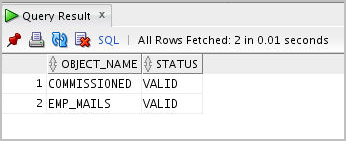 Query Result
SQL | All Rows Fetched: 2 in 0.01 seconds
OBJECT_NAME STATUS
1 COMMISSIONED VALID
2 EMP_MAILS VALID